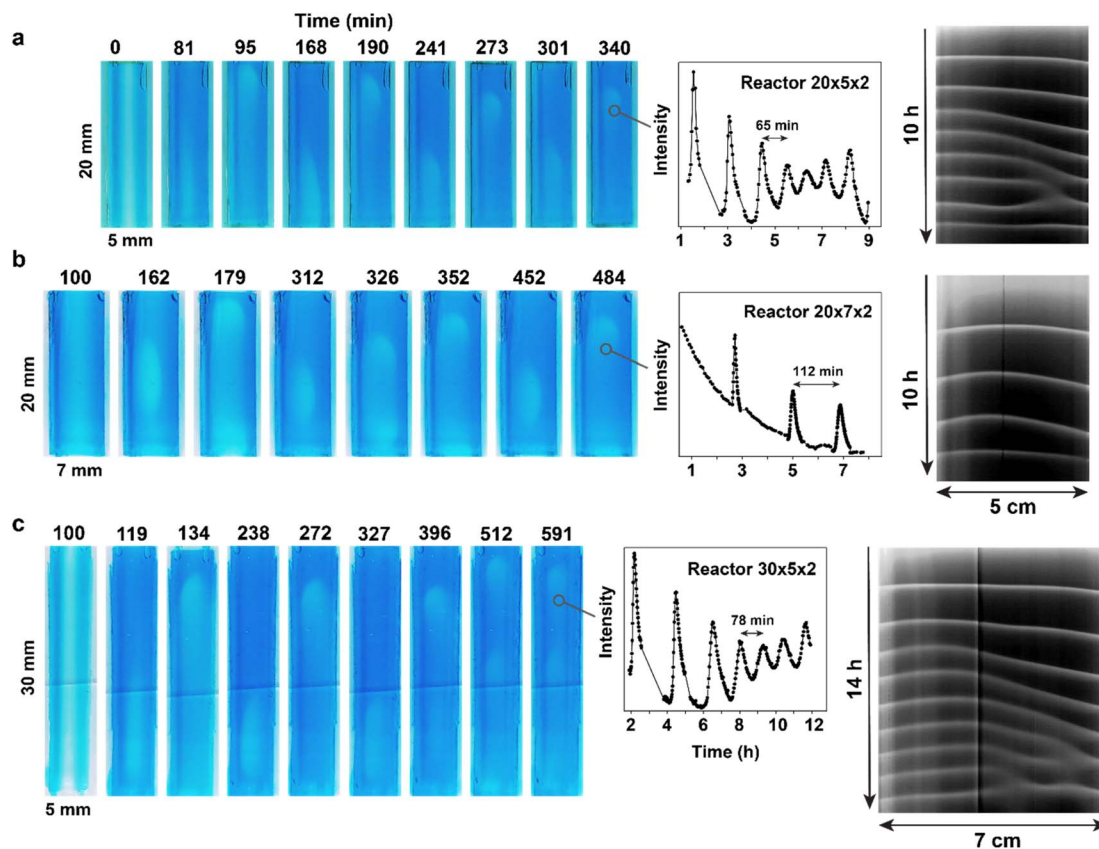 Time (min)
a
0 81 95 168 190 241 273 301 340
20 mm
5 mm
Intensity
Reactor 20x5x2
65 min
1 3 5 7 9
10 h
b
100 162 179 312 326 352 452 484
20 mm
7 mm
Intensity
Reactor 20x7x2
112 min
1 3 5 7
10 h
5 cm
c
100 119 134 238 272 327 396 512 591
30 mm
5 mm
Intensity
Reactor 30x5x2
78 min
2 4 6 8 10 12
Time (h)
14 h
7 cm